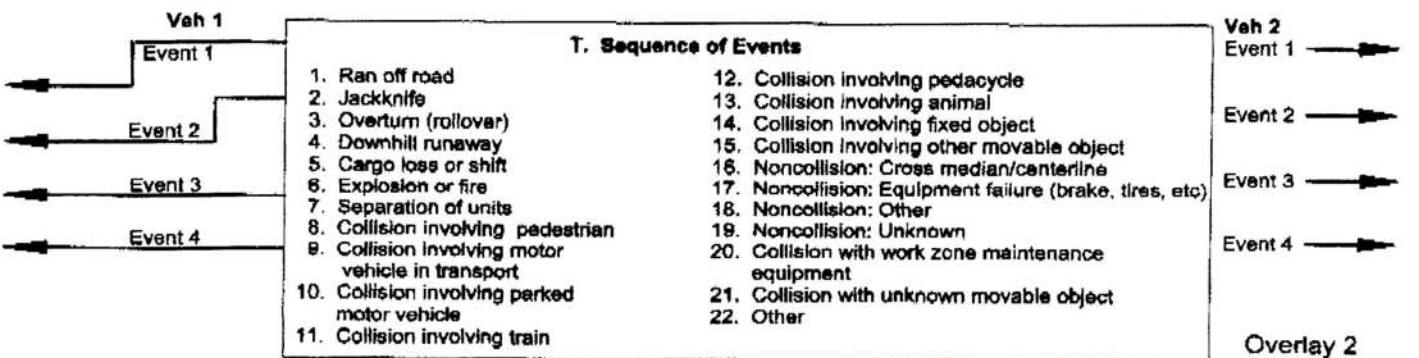 Veh 1
Event 1
Event 2
Event 3
Event 4
T. Sequence of Events
1. Ran off road
2. Jackknife
3. Overturn (rollover)
4. Downhill runaway
5. Cargo loss or shift
6. Explosion or fire
7. Separation of units
8. Collision involving pedestrian
9. Collision involving motor
vehicle in transport
10. Collision involving parked
motor vehicle
11. Collision involving train
12. Collision involving pedacycle
13. Collision involving animal
14. Collision involving fixed object
15. Collision involving other movable object
16. Noncollision: Cross median/centerline
17. Noncollision: Equipment failure (brake, tires, etc)
18. Noncollision: Other
19. Noncollision: Unknown
20. Collision with work zone maintenance
equipment
21. Collision with unknown movable object
22. Other
Veh 2
Event 1
Event 2
Event 3
Event 4
Overlay 2